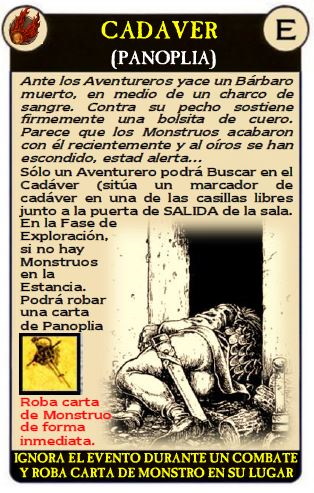 CADAVER
E
(PANOPLIA)
Ante los Aventureros yace un Bárbaro
muerto, en medio de un charco de
sangre. Contra su pecho sostiene
firmemente una bolsita de cuero.
Parece que los Monstruos acabaron
con él recientemente y al oíros se han
escondido, estad alerta...
Sólo un Aventurero podrá Buscar en el
Cadáver (sitúa un marcador de
cadáver en una de las casillas libres
junto a la puerta de SALIDA de la sala.
En la Fase de
Exploración,
si no hay
Monstruos
en la
Estancia.
Podrá robar
una carta
de Panoplia
Roba carta
de Monstruo
de forma
inmediata.
IGNORA EL EVENTO DURANTE UN COMBATE
Y ROBA CARTA DE MONSTRO EN SU LUGAR